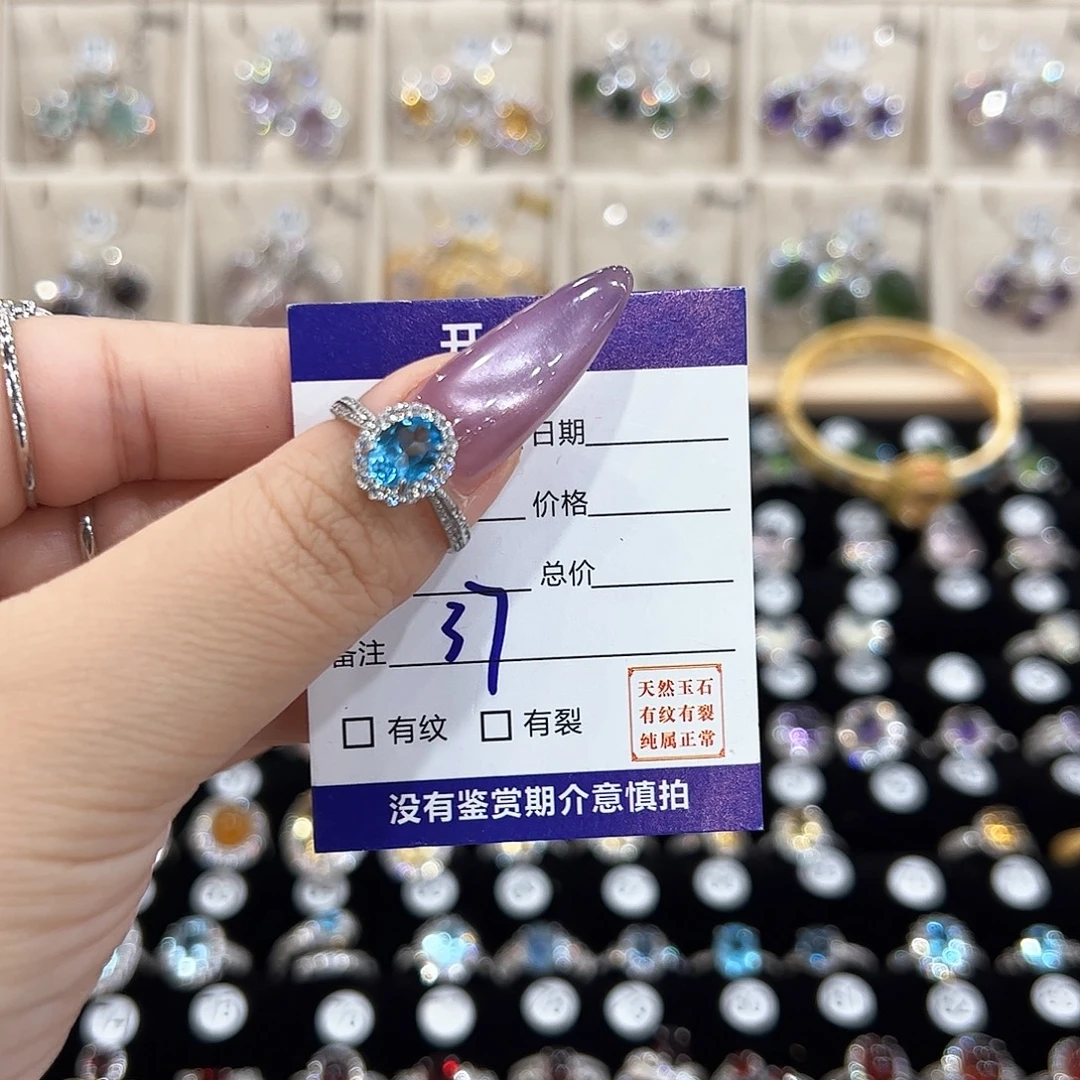 开
日期
价格
总价
备注 37
有纹 有裂
天然玉石
有纹有裂
纯属正常
没有鉴赏期介意慎拍